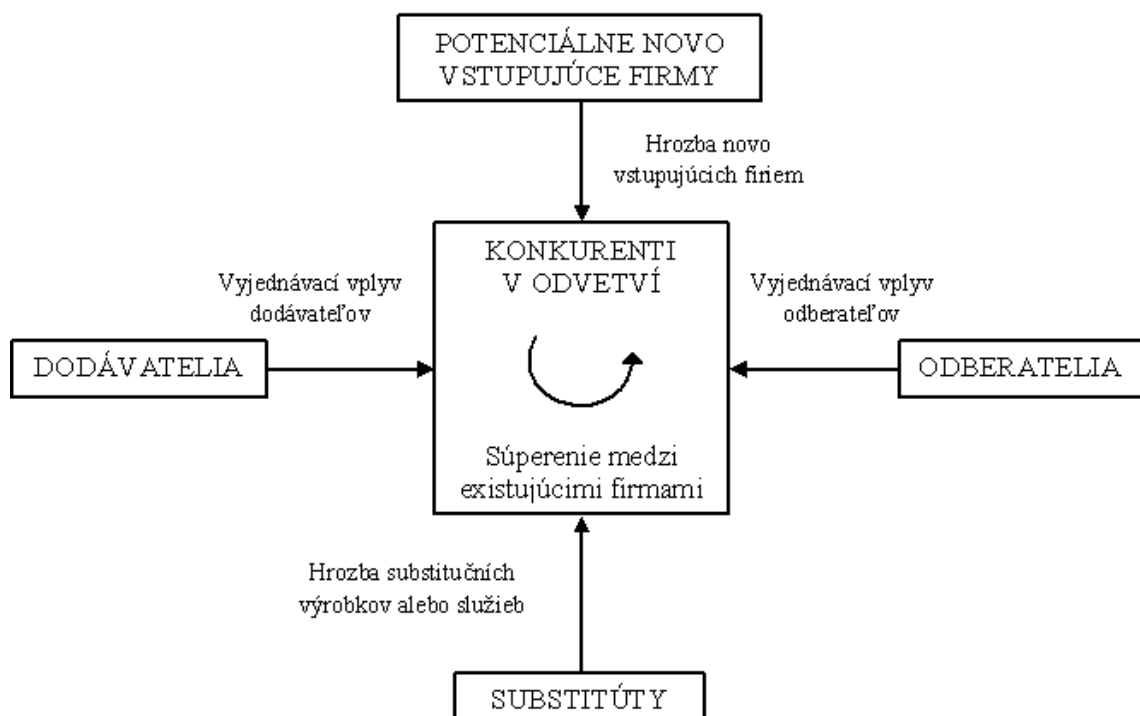 POTENCIÁLNE NOVO
VSTUPUJÚCE FIRMY
Hrozba novo
vstupujúcich firiem
KONKURENTI
V ODVETVÍ
Vyjednávací vplyv
dodávateľov
Vyjednávací vplyv
odberateľov
DODÁVATELIA
ODBERATELIA
Súperenie medzi
existujúcimi firmami
Hrozba substitučních
výrobkov alebo služieb
SUBSTITÚTY